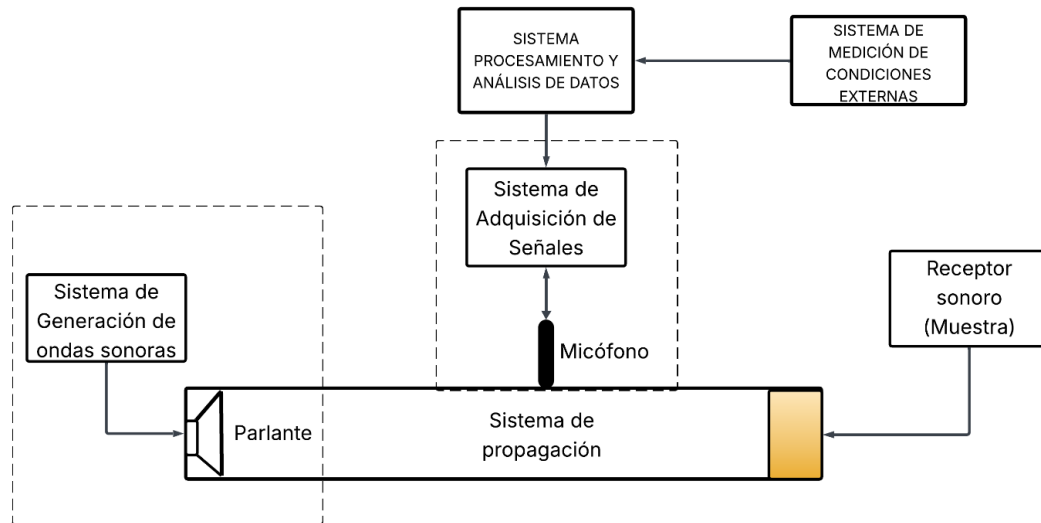 SISTEMA
PROCESAMIENTO Y
ANÁLISIS DE DATOS
SISTEMA DE
MEDICIÓN DE
CONDICIONES
EXTERNAS
Sistema de
Adquisición de
Señales
Sistema de
Generación de
ondas sonoras
Receptor
sonoro
(Muestra)
Micófono
Parlante
Sistema de
propagación